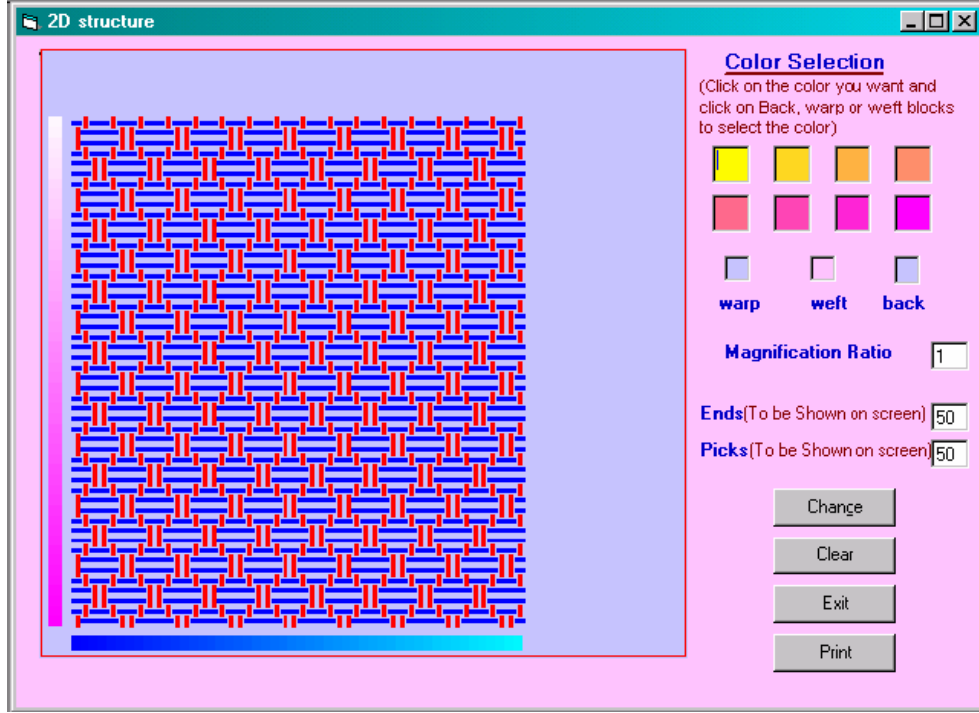 2D structure
Color Selection
(Click on the color you want and
click on Back, warp or weft blocks
to select the color)
warp weft back
Magnification Ratio 1
Ends(To be Shown on screen) 50
Picks(To be Shown on screen) 50
Change
Clear
Exit
Print